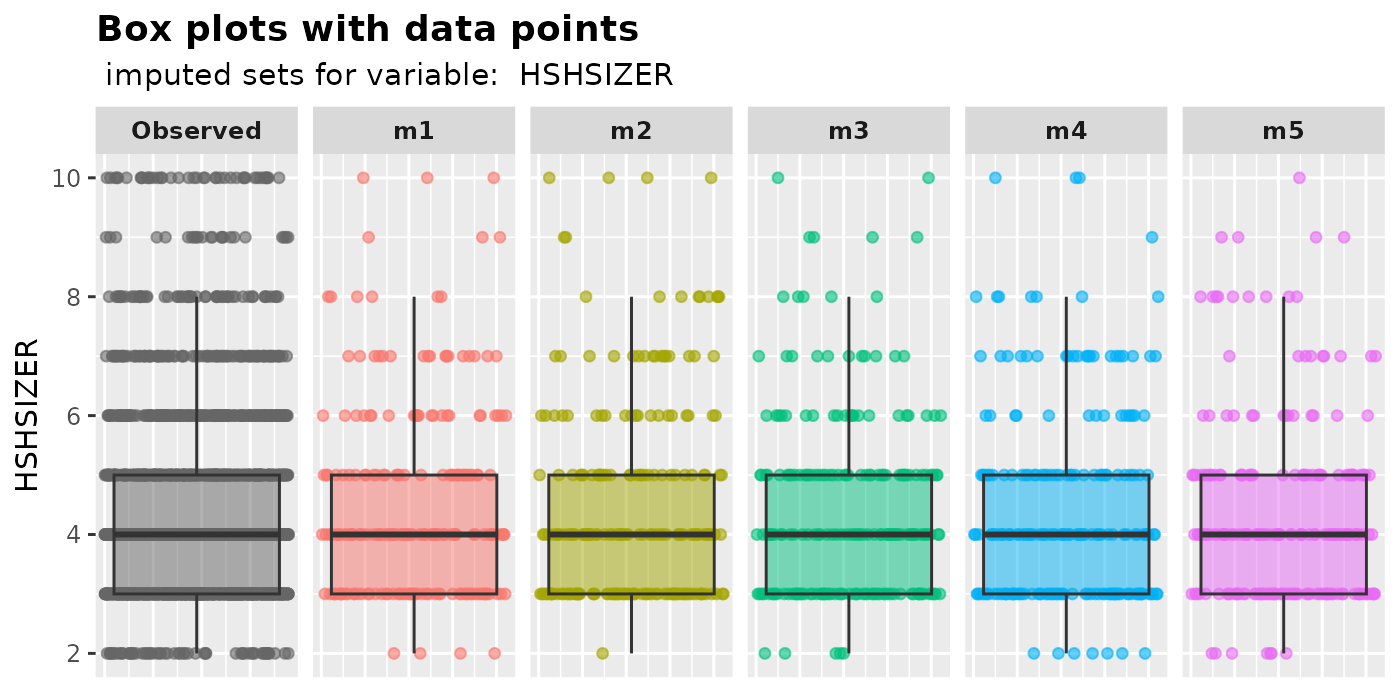 Box plots with data points
imputed sets for variable:  HSHSIZER
Observed m1 m2 m3 m4 m5
HSHSIZER
10
8
6
4
2